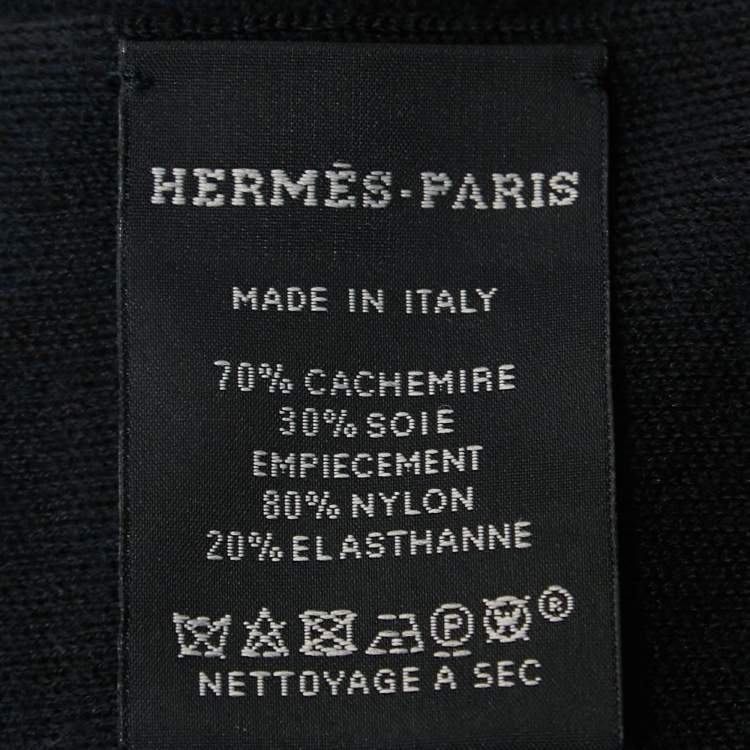 HERMÈS-PARIS
MADE IN ITALY
70% CACHEMIRE
30% SOIE
EMPIECEMENT
80% NYLON
20% ELASTHANNE
P ®
NETTOYAGE A SEC